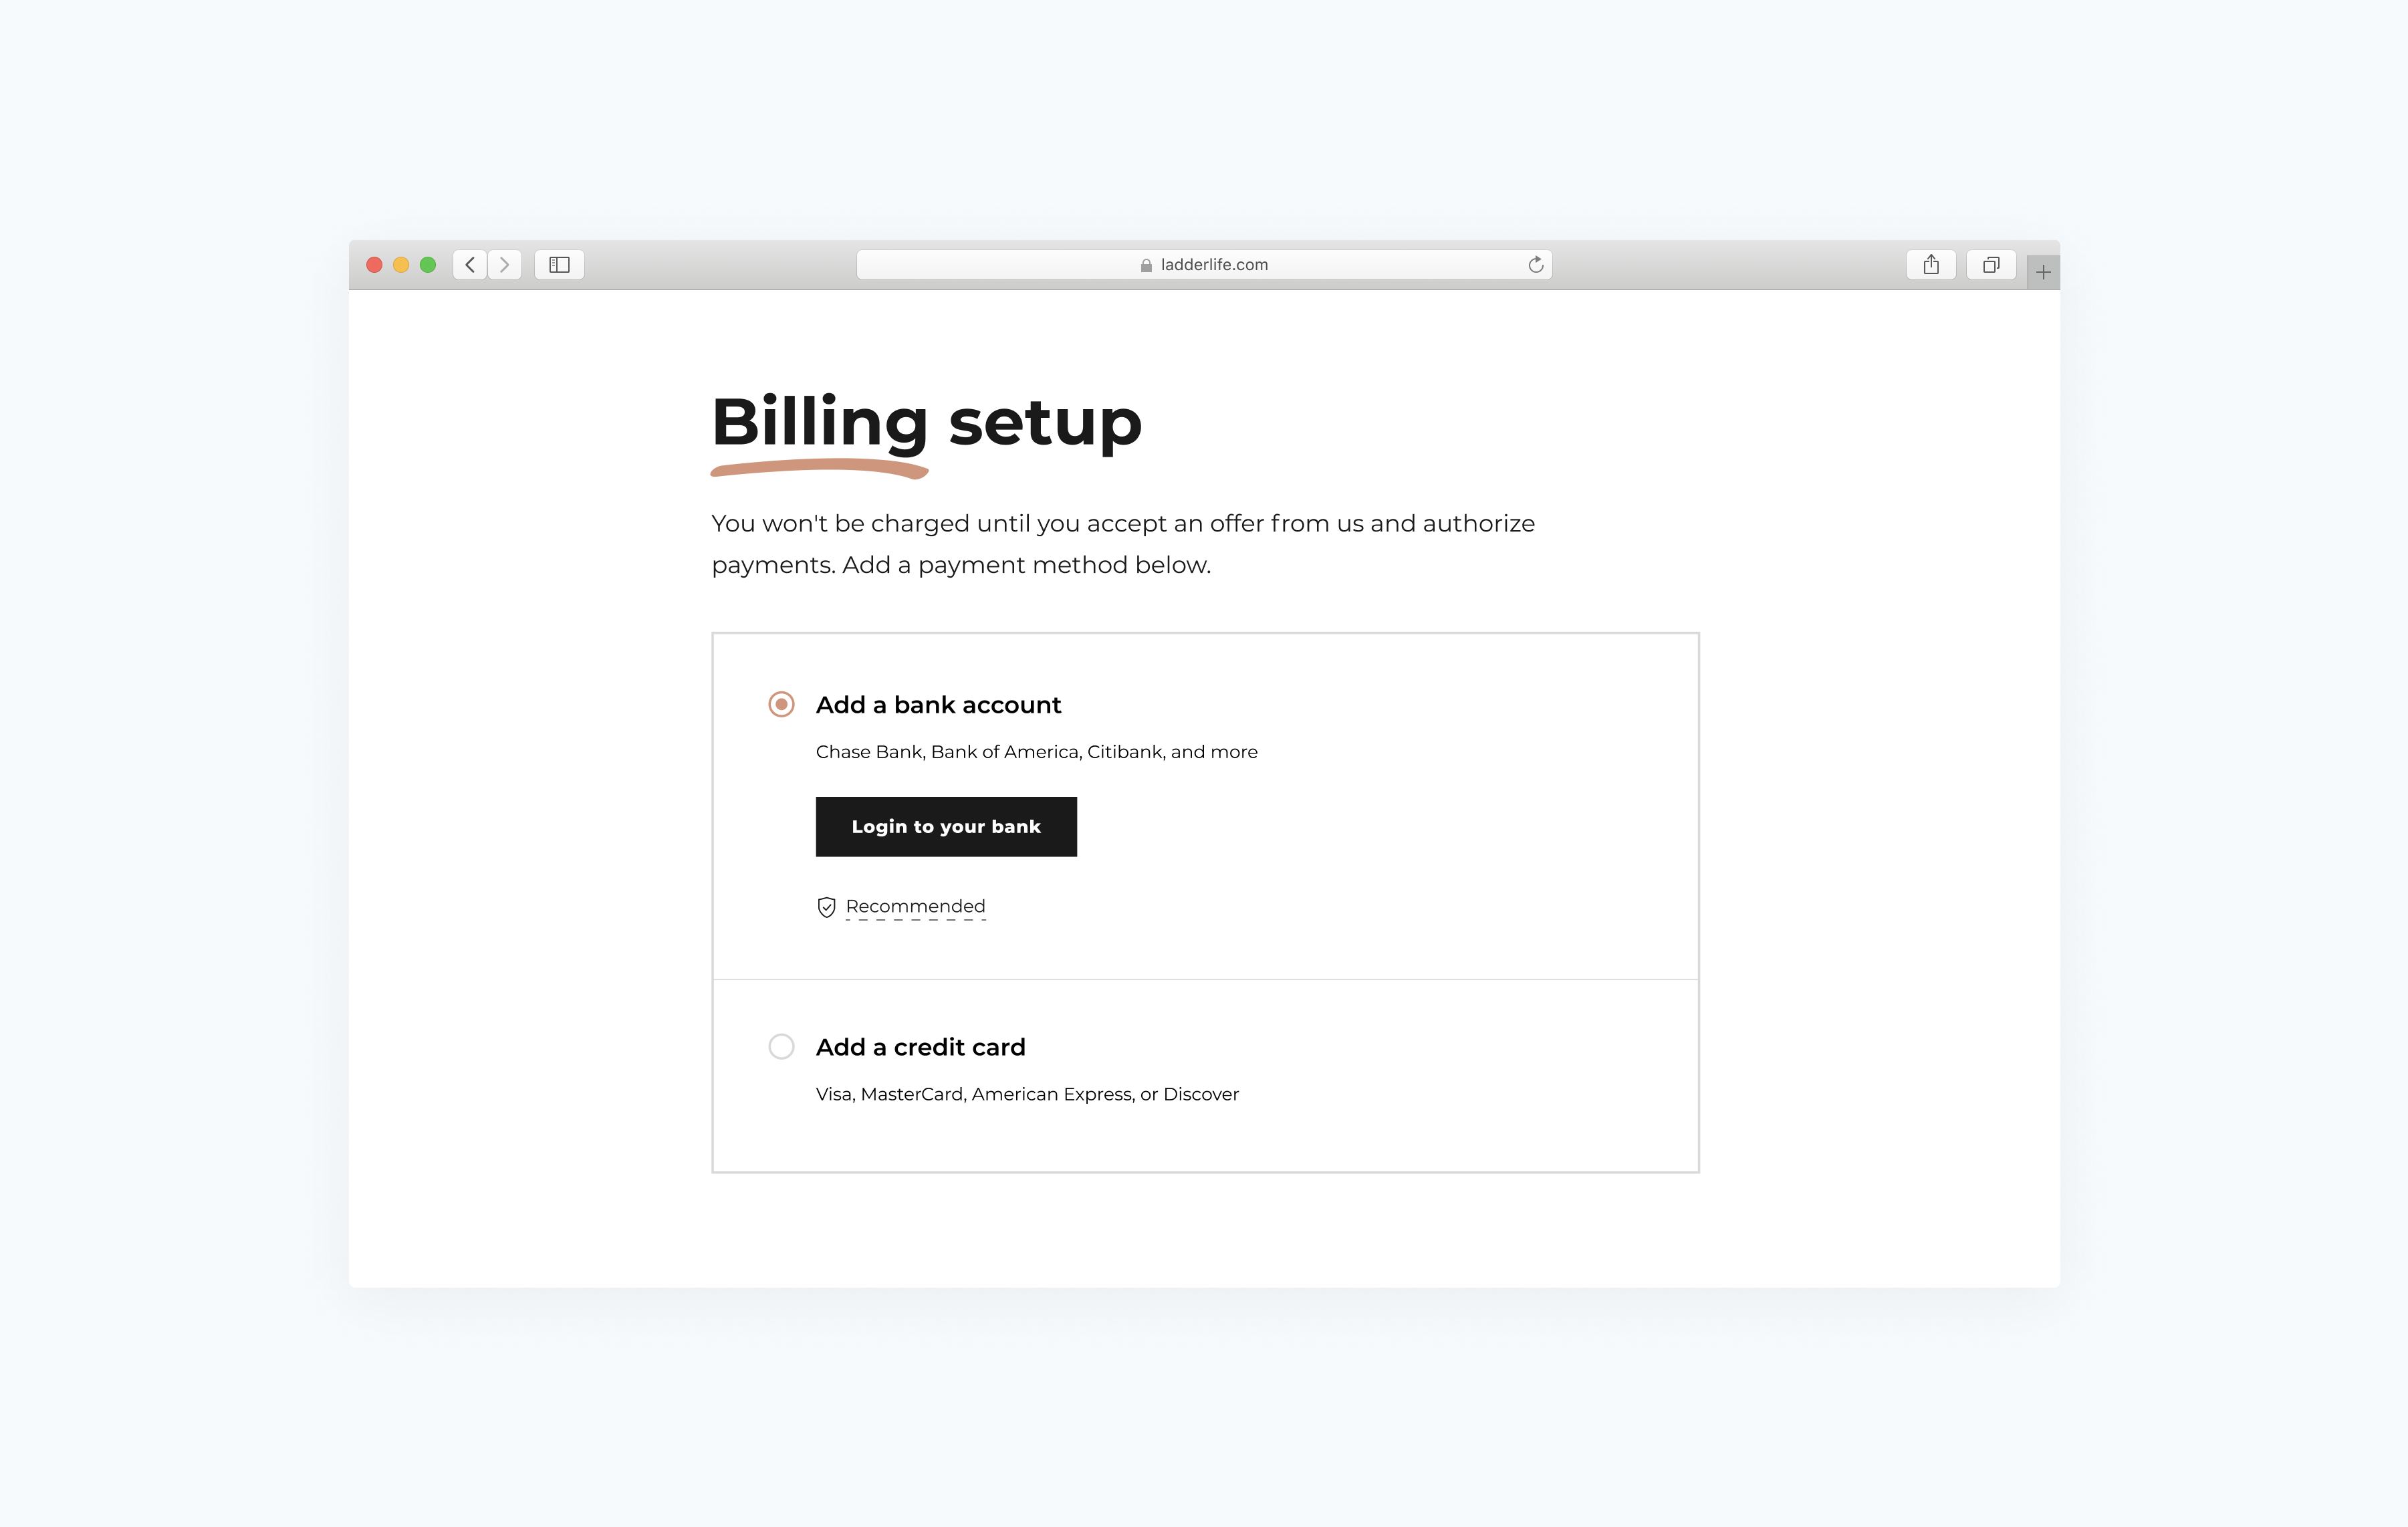 ladderlife.com
Billing setup
You won't be charged until you accept an offer from us and authorize
payments. Add a payment method below.
Add a bank account
Chase Bank, Bank of America, Citibank, and more
Login to your bank
Recommended
Add a credit card
Visa, MasterCard, American Express, or Discover